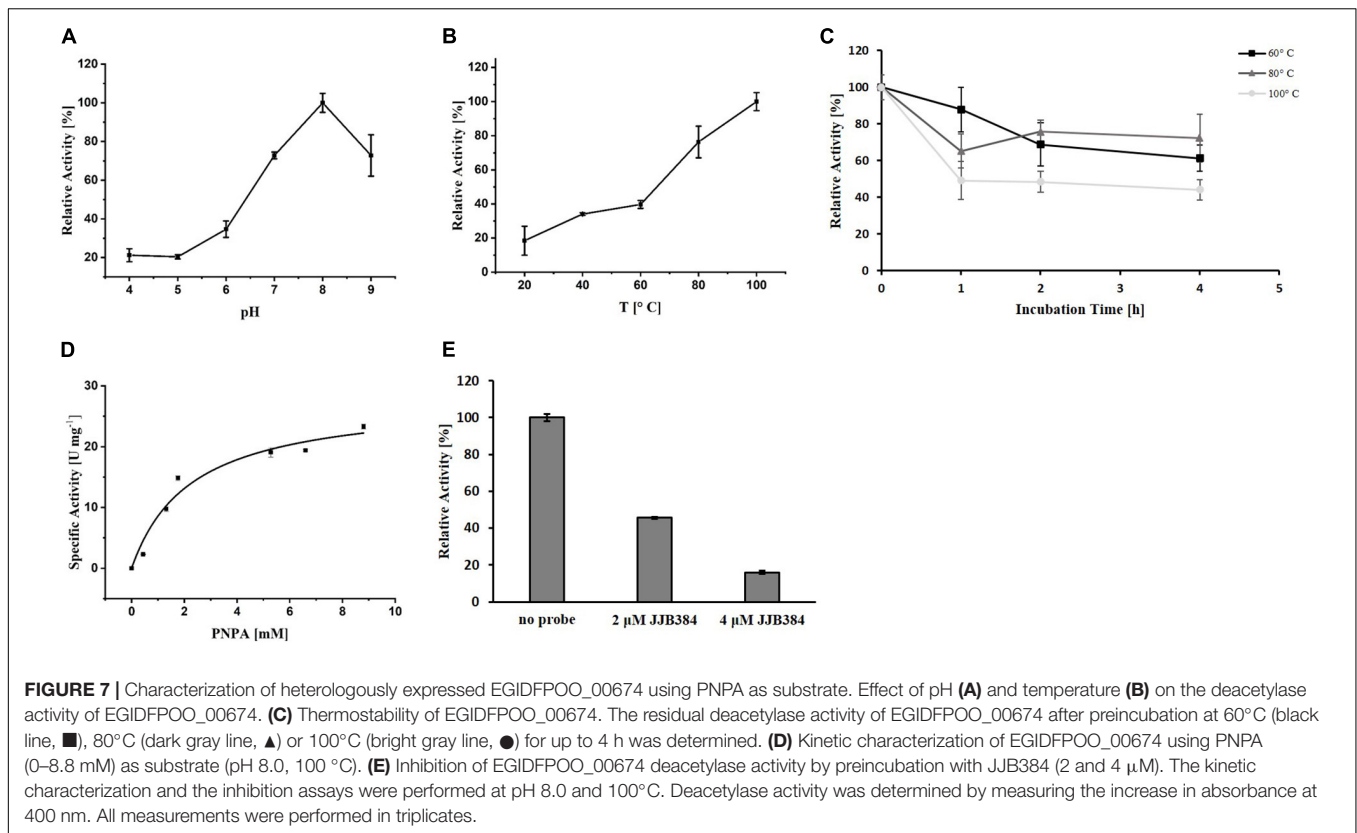 A
Relative Activity [%]
120
100
80
60
40
20
4 5 6 7 8 9
pH
B
Relative Activity [%]
120
100
80
60
40
20
0
20 40 60 80 100
T [° C]
C
Relative Activity [%]
120
100
80
60
40
20
0
0 1 2 3 4 5
Incubation Time [h]
60° C
80° C
100° C
D
Specific Activity [U mg-1]
30
20
10
0
0 2 4 6 8 10
PNPA [mM]
E
Relative Activity [%]
120
100
80
60
40
20
0
no probe 2 μM JJB384 4 μM JJB384
FIGURE 7 | Characterization of heterologously expressed EGIDFPOO_00674 using PNPA as substrate. Effect of pH (A) and temperature (B) on the deacetylase
activity of EGIDFPOO_00674. (C) Thermostability of EGIDFPOO_00674. The residual deacetylase activity of EGIDFPOO_00674 after preincubation at 60°C (black
line, ■), 80°C (dark gray line, ▲) or 100°C (bright gray line, ●) for up to 4 h was determined. (D) Kinetic characterization of EGIDFPOO_00674 using PNPA
(0–8.8 mM) as substrate (pH 8.0, 100 °C). (E) Inhibition of EGIDFPOO_00674 deacetylase activity by preincubation with JJB384 (2 and 4 μM). The kinetic
characterization and the inhibition assays were performed at pH 8.0 and 100°C. Deacetylase activity was determined by measuring the increase in absorbance at
400 nm. All measurements were performed in triplicates.